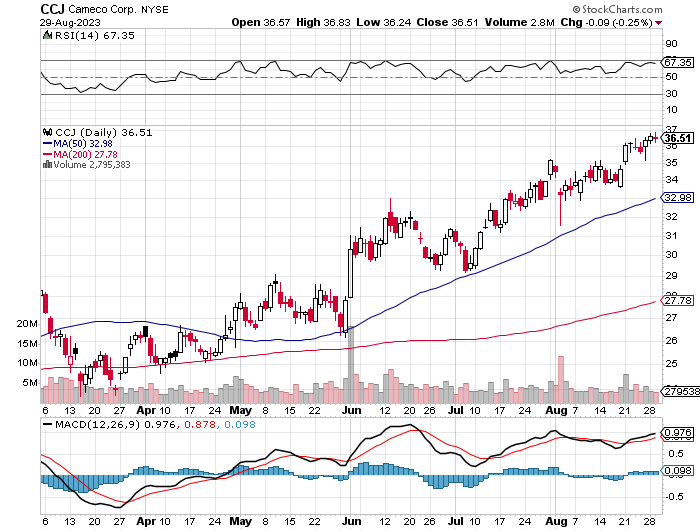 CCJ Cameco Corp. NYSE
© StockCharts.com
29-Aug-2023
Open 36.57 High 36.83 Low 36.24 Close 36.51 Volume 2.8M Chg -0.09 (-0.25%)
RSI(14) 67.35
90
67.35
50
30
10
CCJ (Daily) 36.51
MA(50) 32.98
MA(200) 27.78
Volume 2,795,383
37
36.51
35
34
32.98
31
30
29
28
27.78
27
26
25
24
20M
15M
10M
5M
2795383
6 13 20 27 Apr 10 17 24 May 8 15 22 Jun 12 20 26 Jul 10 17 24 Aug 7 14 21 28
MACD(12,26,9) 0.976, 0.878, 0.098
0.976
0.5
0.098
-0.5
6 13 20 27 Apr 10 17 24 May 8 15 22 Jun 12 20 26 Jul 10 17 24 Aug 7 14 21 28